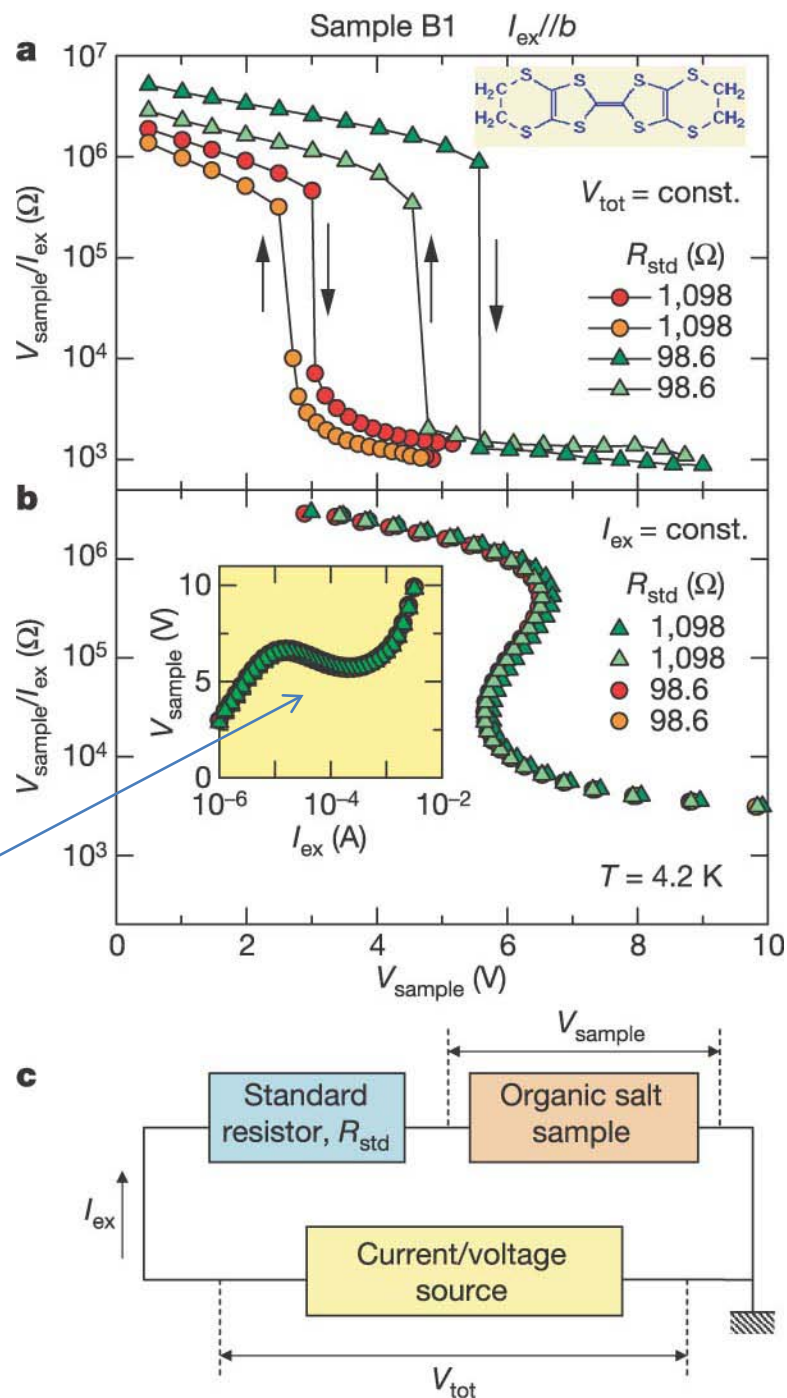 Sample B1 I_ex//b
a
10^7
10^6
10^5
10^4
10^3
V_sample/I_ex (Ω)
S S S S
CH2 CH2
CH2 CH2
S S S S
V_tot = const.
R_std (Ω)
1,098
1,098
98.6
98.6
b
10^6
10^5
10^4
10^3
V_sample/I_ex (Ω)
I_ex = const.
R_std (Ω)
1,098
1,098
98.6
98.6
10
5
0
V_sample (V)
10^−6 10^−4 10^−2
I_ex (A)
T = 4.2 K
0 2 4 6 8 10
V_sample (V)
c
V_sample
Standard
resistor, R_std
Organic salt
sample
I_ex
Current/voltage
source
V_tot